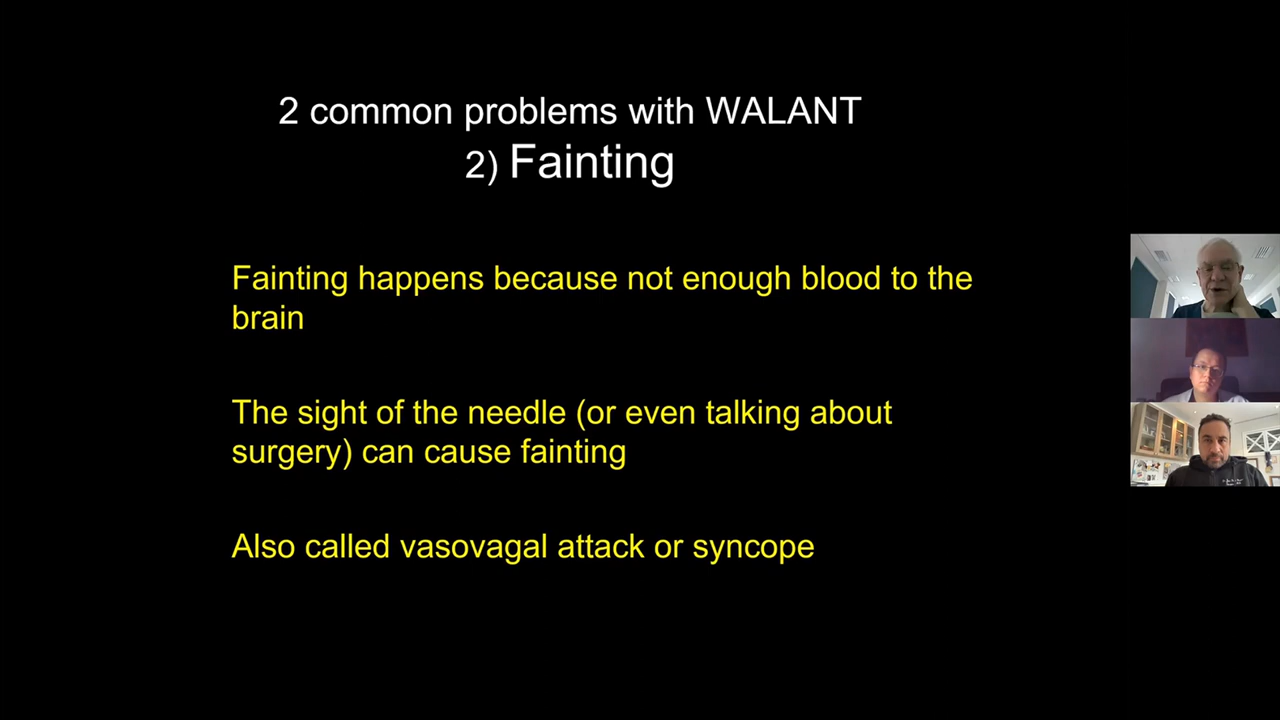 2 common problems with WALANT
2) Fainting
Fainting happens because not enough blood to the
brain
The sight of the needle (or even talking about
surgery) can cause fainting
Also called vasovagal attack or syncope